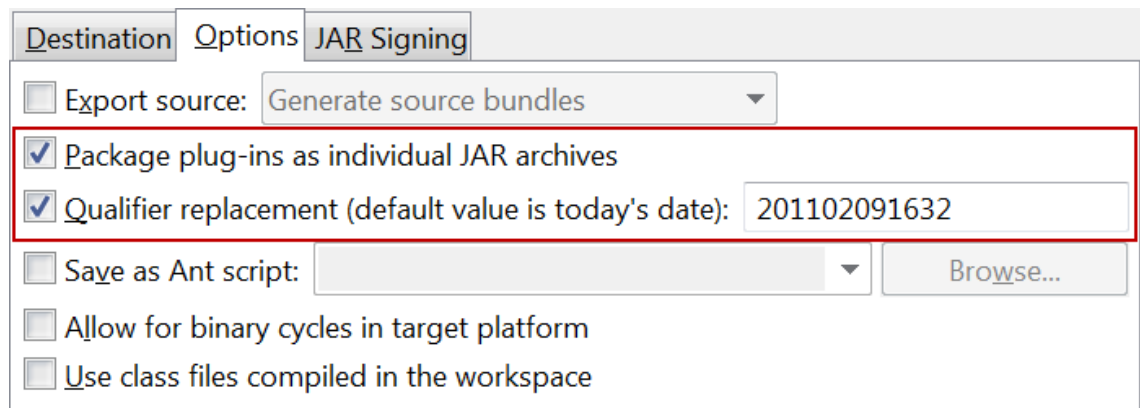 Destination Options JAR Signing
Export source: Generate source bundles
Package plug-ins as individual JAR archives
Qualifier replacement (default value is today's date): 201102091632
Save as Ant script: Browse...
Allow for binary cycles in target platform
Use class files compiled in the workspace